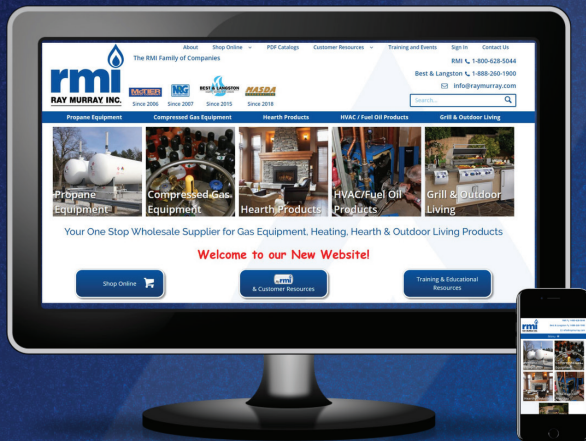 About Shop Online PDF Catalogs Customer Resources Training and Events Sign In Contact Us
The RMI Family of Companies
RMI 1-800-628-5044
Best & Langston 1-888-260-1900
info@raymurray.com
rmi
RAY MURRAY INC.
NRG
BEST & LANGSTON
MASDA
Since 2006 Since 2007 Since 2015 Since 2018
Search...
Propane Equipment Compressed Gas Equipment Hearth Products HVAC / Fuel Oil Products Grill & Outdoor Living
Propane Equipment
Compressed Gas Equipment
Hearth Products
HVAC/Fuel Oil Products
Grill & Outdoor Living
Your One Stop Wholesale Supplier for Gas Equipment, Heating, Hearth & Outdoor Living Products
Welcome to our New Website!
Shop Online
rmi
& Customer Resources
Training & Educational
Resources
rmi